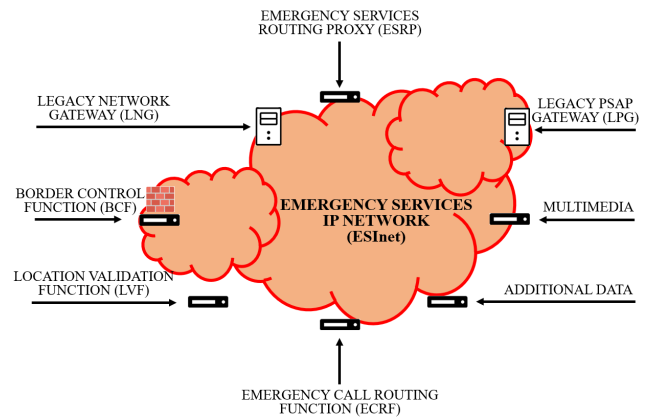 EMERGENCY SERVICES
ROUTING PROXY (ESRP)
LEGACY NETWORK
GATEWAY (LNG)
LEGACY PSAP
GATEWAY (LPG)
BORDER CONTROL
FUNCTION (BCF)
EMERGENCY SERVICES
IP NETWORK
(ESInet)
MULTIMEDIA
LOCATION VALIDATION
FUNCTION (LVF)
ADDITIONAL DATA
EMERGENCY CALL ROUTING
FUNCTION (ECRF)